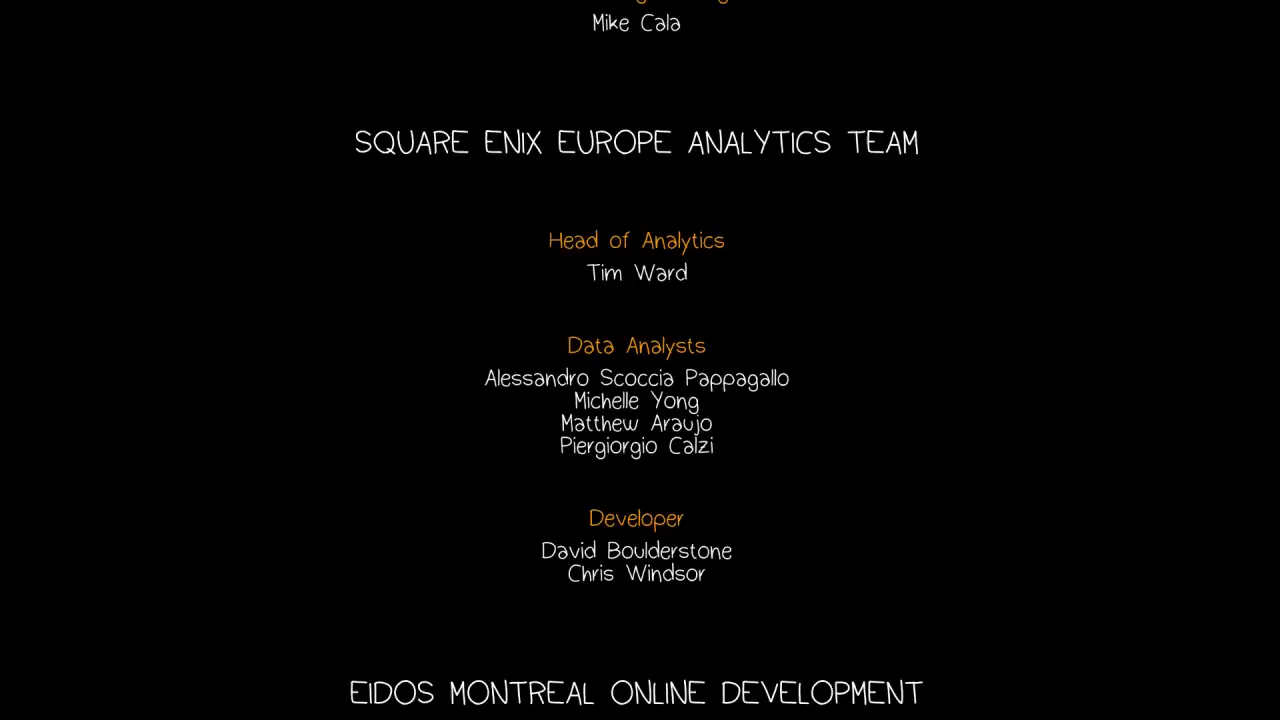 Mike Cala
SQUARE ENIX EUROPE ANALYTICS TEAM
Head of Analytics
Tim Ward
Data Analysts
Alessandro Scoccia Pappagallo
Michelle Yong
Matthew Araujo
Piergiorgio Calzi
Developer
David Boulderstone
Chris Windsor
EIDOS MONTREAL ONLINE DEVELOPMENT